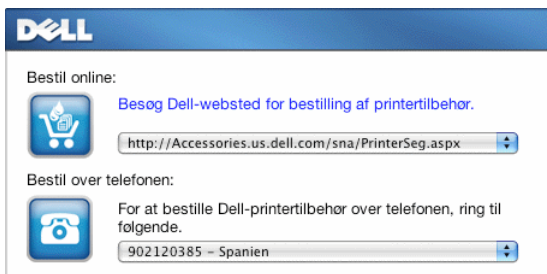 DELL
Bestil online:
Besøg Dell-websted for bestilling af printertilbehør.
http://Accessories.us.dell.com/sna/PrinterSeg.aspx
Bestil over telefonen:
For at bestille Dell-printertilbehør over telefonen, ring til
følgende.
902120385 – Spanien